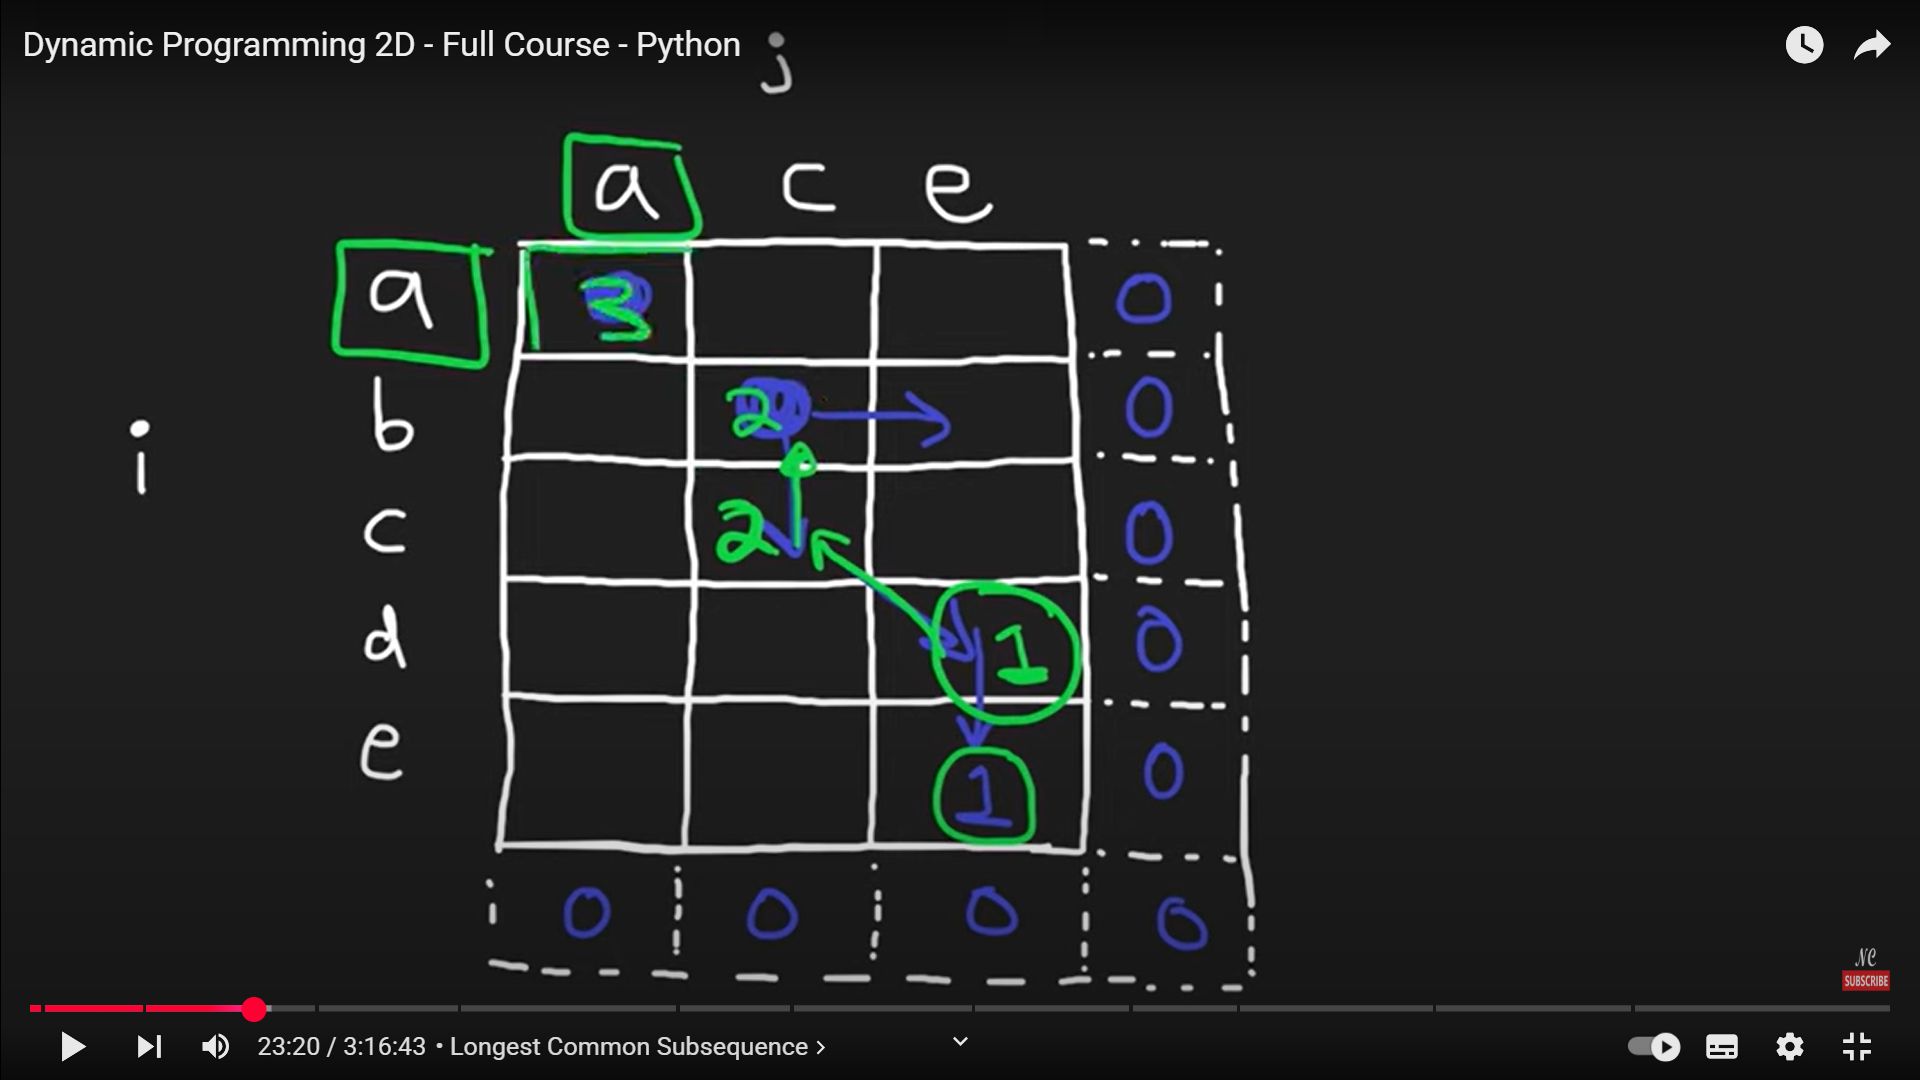 Dynamic Programming 2D - Full Course - Python
j
a c e
a 3 0
b 2 0
i
c 2 0
d 1 0
e 1 0
0 0 0 0
NC
SUBSCRIBE
23:20 / 3:16:43 • Longest Common Subsequence >